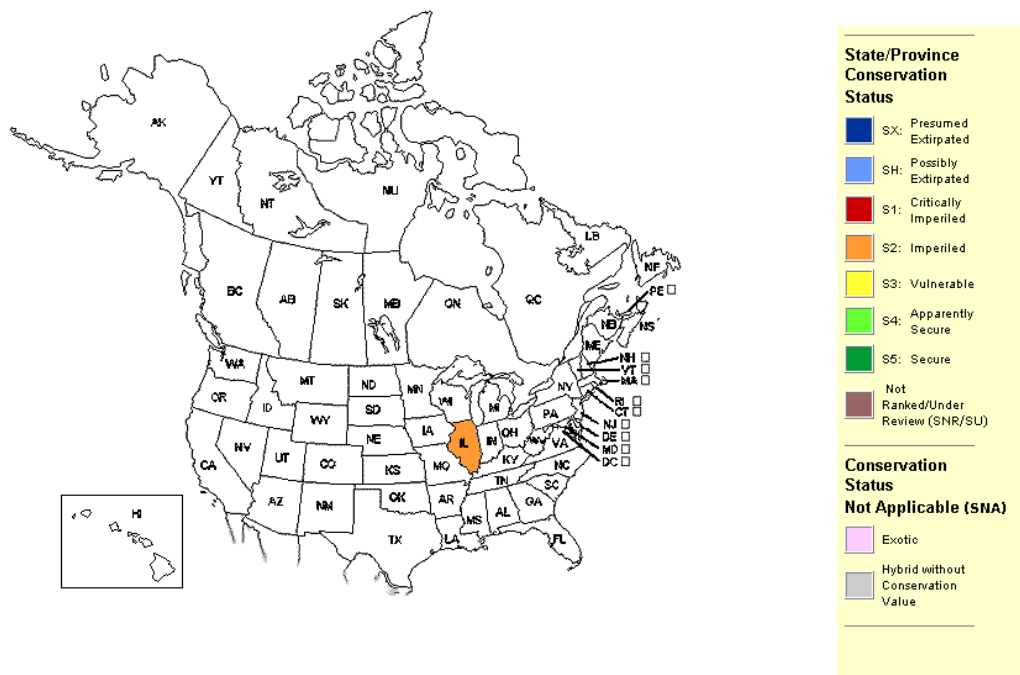 AK
YT
NT
NU
BC
AB
SK
MB
ON
QC
LB
NF
PE
NB
NS
ME
NH
VT
MA
RI
CT
NJ
DE
MD
DC
WA
OR
ID
MT
WY
ND
SD
NE
KS
MN
IA
MO
WI
IL
MI
IN
OH
KY
WV
VA
PA
NY
NC
SC
TN
GA
AL
MS
AR
LA
FL
OK
TX
NM
AZ
UT
CO
NV
CA
HI
State/Province
Conservation
Status
SX: Presumed
Extirpated
SH: Possibly
Extirpated
S1: Critically
Imperiled
S2: Imperiled
S3: Vulnerable
S4: Apparently
Secure
S5: Secure
Not
Ranked/Under
Review (SNR/SU)
Conservation
Status
Not Applicable (SNA)
Exotic
Hybrid without
Conservation
Value